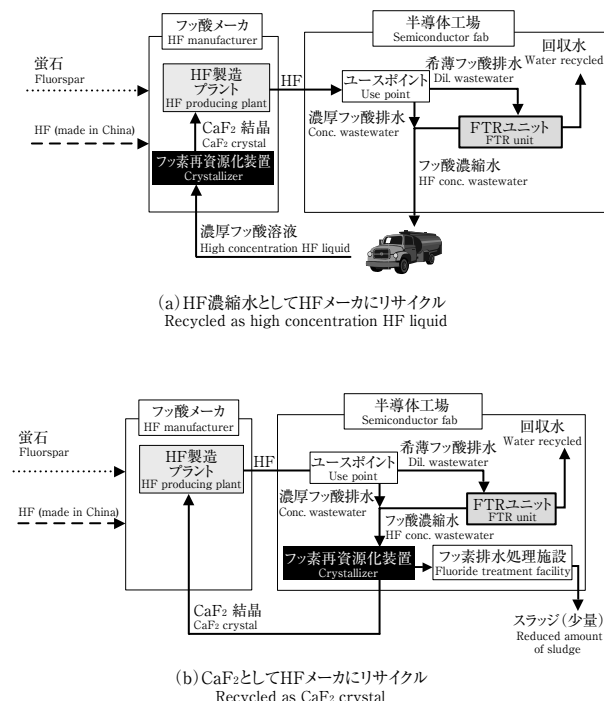 フッ酸メーカ
HF manufacturer
半導体工場
Semiconductor fab
回収水
Water recycled
蛍石
Fluorspar
HF製造
プラント
HF producing plant
HF
ユースポイント
Use point
希薄フッ酸排水
Dil. wastewater
濃厚フッ酸排水
Conc. wastewater
FTRユニット
FTR unit
HF (made in China)
CaF₂ 結晶
CaF₂ crystal
フッ素再資源化装置
Crystallizer
フッ酸濃縮水
HF conc. wastewater
濃厚フッ酸溶液
High concentration HF liquid
(a)HF濃縮水としてHFメーカにリサイクル
Recycled as high concentration HF liquid
フッ酸メーカ
HF manufacturer
半導体工場
Semiconductor fab
回収水
Water recycled
蛍石
Fluorspar
HF製造
プラント
HF producing plant
HF
ユースポイント
Use point
希薄フッ酸排水
Dil. wastewater
濃厚フッ酸排水
Conc. wastewater
FTRユニット
FTR unit
HF (made in China)
フッ酸濃縮水
HF conc. wastewater
フッ素再資源化装置
Crystallizer
フッ素排水処理施設
Fluoride treatment facility
CaF₂ 結晶
CaF₂ crystal
スラッジ(少量)
Reduced amount
of sludge
(b)CaF₂としてHFメーカにリサイクル
Recycled as CaF₂ crystal